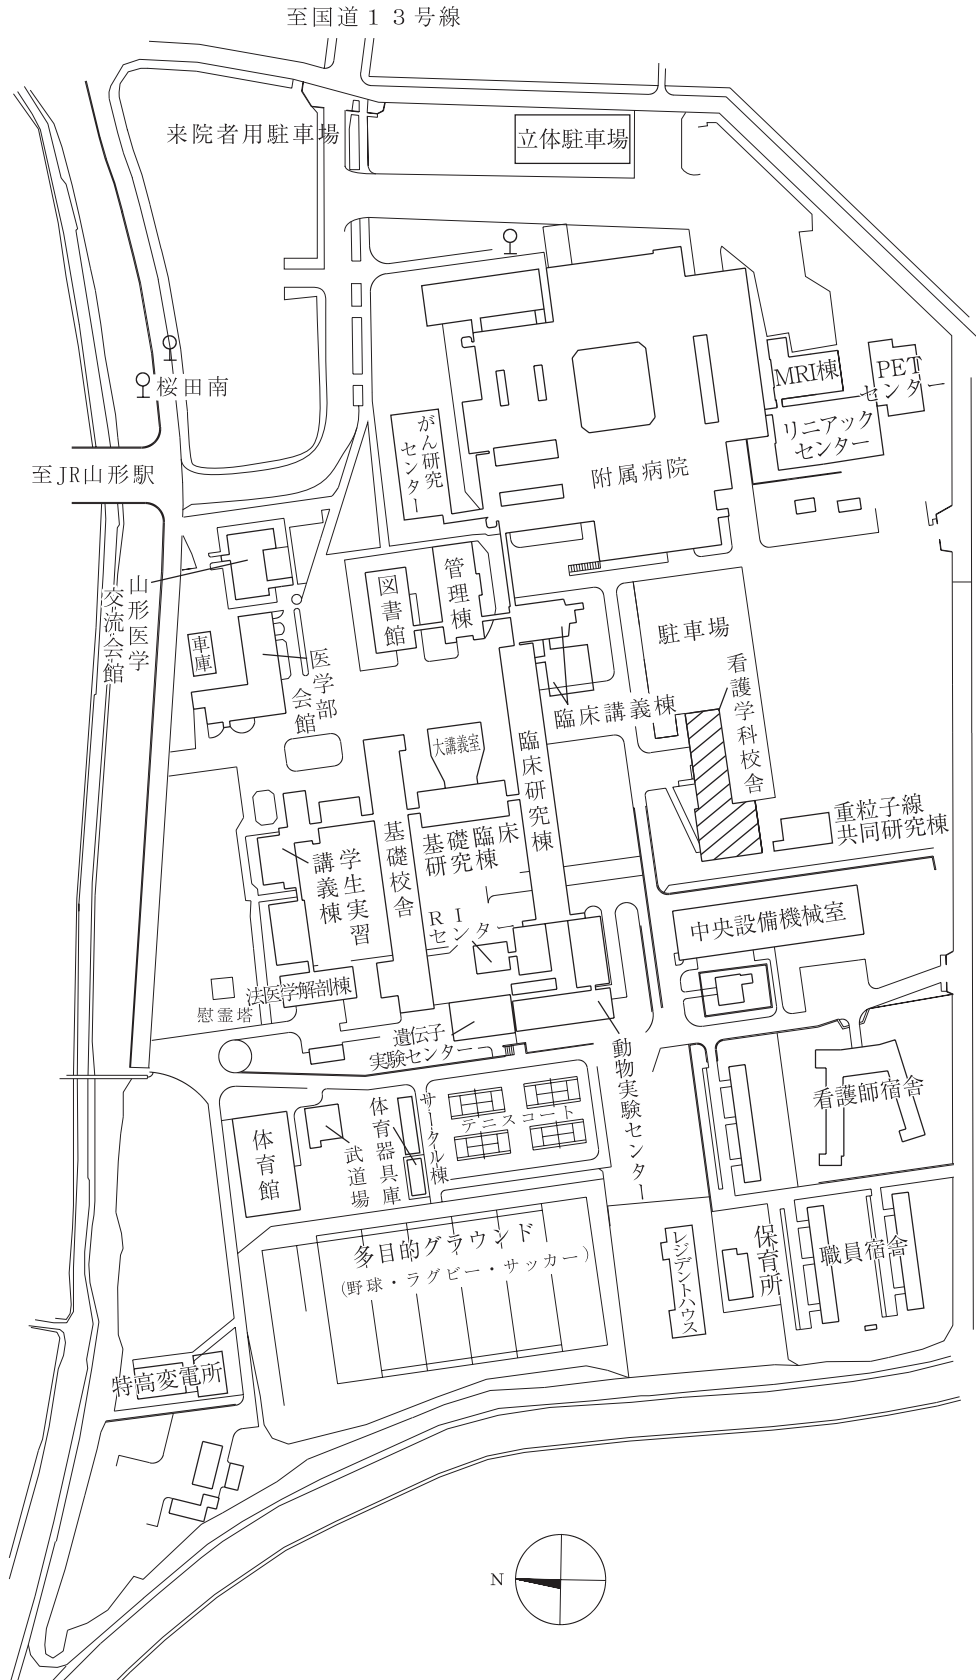 至国道１３号線
来院者用駐車場
立体駐車場
桜田南
至JR山形駅
MRI棟
PET
センター
リニアック
センター
がん研究
センター
附属病院
山形医学
交流会館
車庫
医学部
会館
図書館
管理棟
駐車場
臨床講義棟
看護学科校舎
大講義室
臨床研究棟
基礎校舎
基礎臨床
研究棟
学生実習
講義棟
重粒子線
共同研究棟
RI
センター
中央設備機械室
法医学解剖棟
慰霊塔
遺伝子
実験センター
動物実験センター
看護師宿舎
体育館
武道場
体育器具庫
サークル棟
テニスコート
多目的グラウンド
(野球・ラグビー・サッカー)
レジデントハウス
保育所
職員宿舎
特高変電所
N